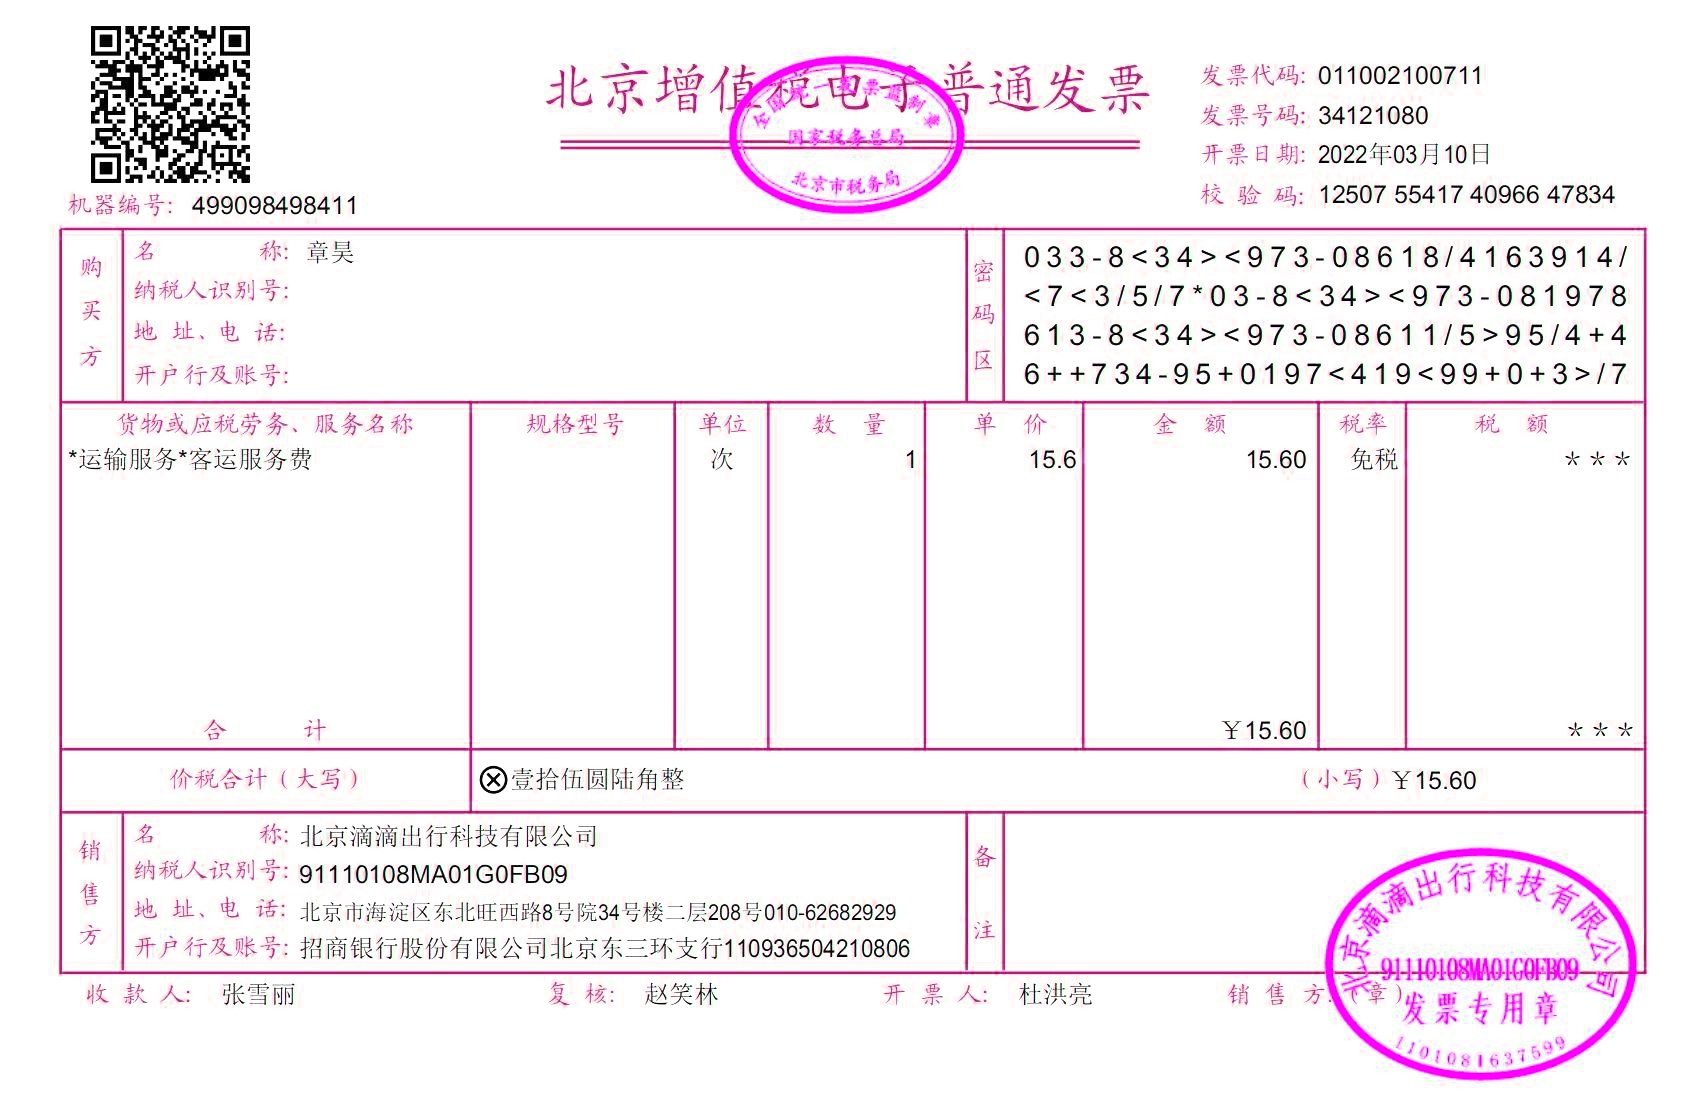 北京增值税电子普通发票
全国统一发票监制章
国家税务总局
北京市税务局
发票代码: 011002100711
发票号码: 34121080
开票日期: 2022年03月10日
校 验 码: 12507 55417 40966 47834
机器编号: 499098498411
购买方
名 称: 章昊
纳税人识别号:
地 址、电 话:
开户行及账号:
密码区
033-8<34><973-08618/4163914/
<7<3/5/7*03-8<34><973-081978
613-8<34><973-08611/5>95/4+4
6++734-95+0197<419<99+0+3>/7
货物或应税劳务、服务名称 规格型号 单位 数 量 单 价 金 额 税率 税 额
*运输服务*客运服务费 次 1 15.6 15.60 免税 ***
合 计 ￥15.60 ***
价税合计（大写） ⊗壹拾伍圆陆角整 （小写）￥15.60
销售方
名 称: 北京滴滴出行科技有限公司
纳税人识别号: 91110108MA01G0FB09
地 址、电 话: 北京市海淀区东北旺西路8号院34号楼二层208号010-62682929
开户行及账号: 招商银行股份有限公司北京东三环支行110936504210806
备注
收 款 人: 张雪丽 复 核: 赵笑林 开 票 人: 杜洪亮 销 售 方:（章）
北京滴滴出行科技有限公司
91110108MA01G0FB09
发票专用章
1101081637599